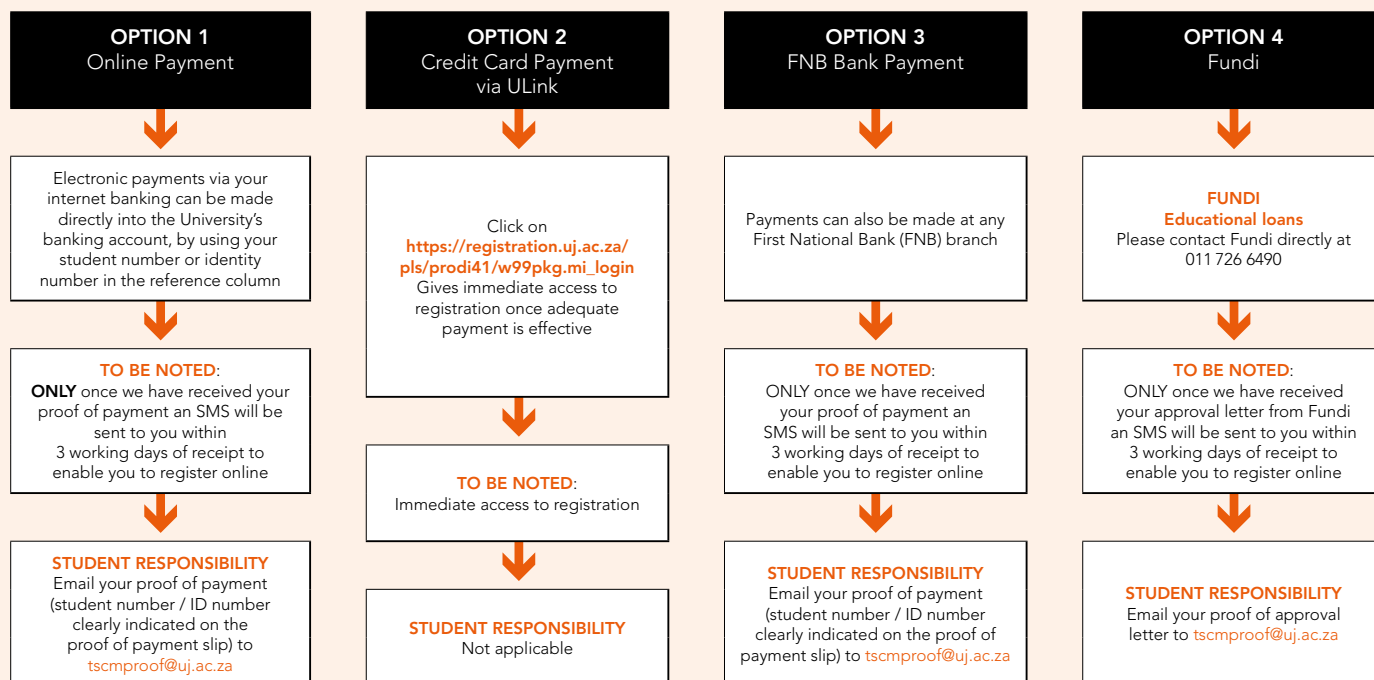 OPTION 1
Online Payment
Electronic payments via your
internet banking can be made
directly into the University’s
banking account, by using your
student number or identity
number in the reference column
TO BE NOTED:
ONLY once we have received your
proof of payment an SMS will be
sent to you within
3 working days of receipt to
enable you to register online
STUDENT RESPONSIBILITY
Email your proof of payment
(student number / ID number
clearly indicated on the
proof of payment slip) to
tscmproof@uj.ac.za
OPTION 2
Credit Card Payment
via ULink
Click on
https://registration.uj.ac.za/
pls/prodi41/w99pkg.mi_login
Gives immediate access to
registration once adequate
payment is effective
TO BE NOTED:
Immediate access to registration
STUDENT RESPONSIBILITY
Not applicable
OPTION 3
FNB Bank Payment
Payments can also be made at any
First National Bank (FNB) branch
TO BE NOTED:
ONLY once we have received
your proof of payment an
SMS will be sent to you within
3 working days of receipt to
enable you to register online
STUDENT RESPONSIBILITY
Email your proof of payment
(student number / ID number
clearly indicated on the proof of
payment slip) to tscmproof@uj.ac.za
OPTION 4
Fundi
FUNDI
Educational loans
Please contact Fundi directly at
011 726 6490
TO BE NOTED:
ONLY once we have received
your approval letter from Fundi
an SMS will be sent to you within
3 working days of receipt to
enable you to register online
STUDENT RESPONSIBILITY
Email your proof of approval
letter to tscmproof@uj.ac.za